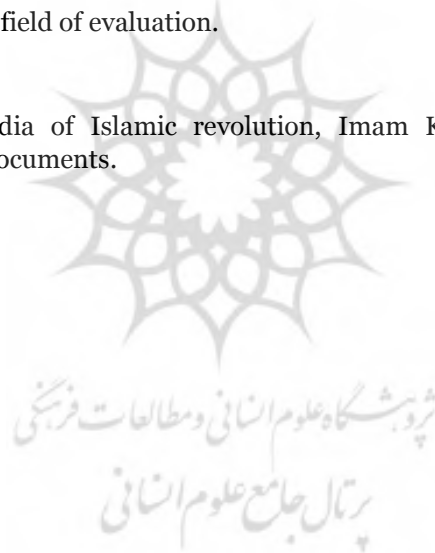 field of evaluation.
dia of Islamic revolution, Imam K
ocuments.
پژوهشگاه علوم انسانی و مطالعات فرهنگی
پرتال جامع علوم انسانی